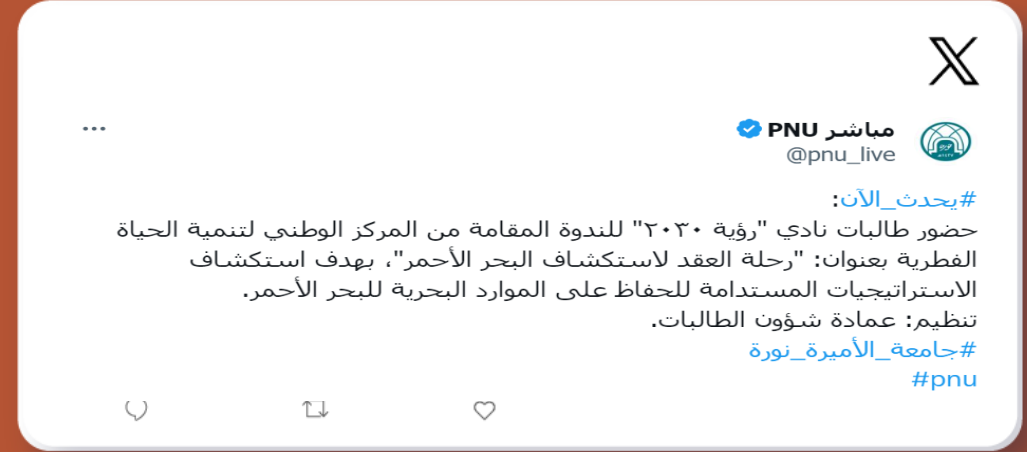 مباشر PNU
@pnu_live
#يحدث_الآن:
حضور طالبات نادي "رؤية ٢٠٣٠" للندوة المقامة من المركز الوطني لتنمية الحياة
الفطرية بعنوان: "رحلة العقد لاستكشاف البحر الأحمر"، بهدف استكشاف
الاستراتيجيات المستدامة للحفاظ على الموارد البحرية للبحر الأحمر.
تنظيم: عمادة شؤون الطالبات.
#جامعة_الأميرة_نورة
#pnu